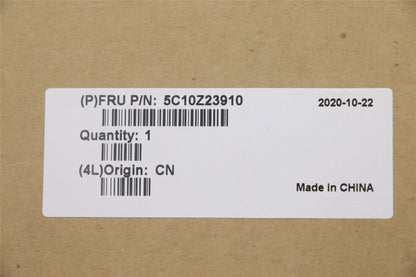 (P)FRU P/N: 5C10Z23910 2020-10-22
Quantity: 1
(4L)Origin: CN
Made in CHINA